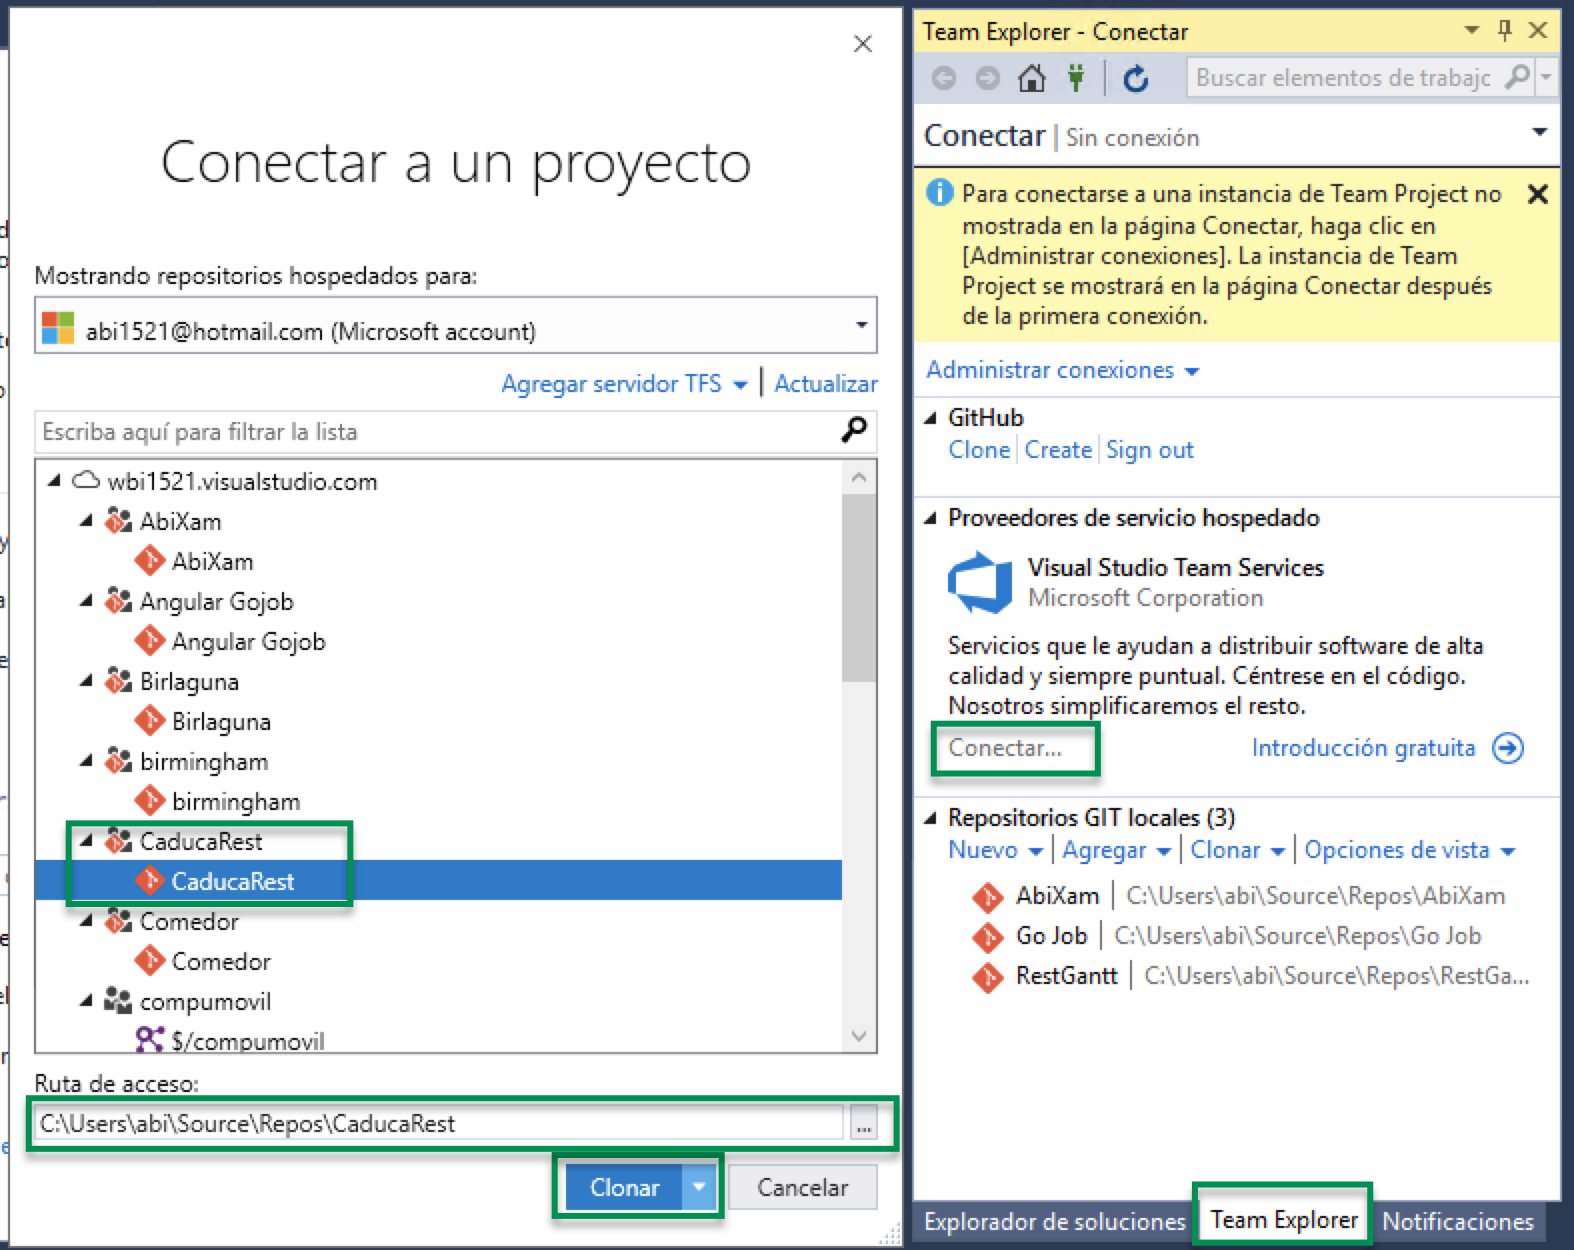 Conectar a un proyecto
Mostrando repositorios hospedados para:
abi1521@hotmail.com (Microsoft account)
Agregar servidor TFS | Actualizar
Escriba aquí para filtrar la lista
wbi1521.visualstudio.com
AbiXam
AbiXam
Angular Gojob
Angular Gojob
Birlaguna
Birlaguna
birmingham
birmingham
CaducaRest
CaducaRest
Comedor
Comedor
compumovil
$/compumovil
Ruta de acceso:
C:\Users\abi\Source\Repos\CaducaRest
...
Clonar
Cancelar
Team Explorer - Conectar
Buscar elementos de trabajc
Conectar | Sin conexión
Para conectarse a una instancia de Team Project no
mostrada en la página Conectar, haga clic en
[Administrar conexiones]. La instancia de Team
Project se mostrará en la página Conectar después
de la primera conexión.
Administrar conexiones
GitHub
Clone | Create | Sign out
Proveedores de servicio hospedado
Visual Studio Team Services
Microsoft Corporation
Servicios que le ayudan a distribuir software de alta
calidad y siempre puntual. Céntrese en el código.
Nosotros simplificaremos el resto.
Conectar...
Introducción gratuita
Repositorios GIT locales (3)
Nuevo | Agregar | Clonar | Opciones de vista
AbiXam | C:\Users\abi\Source\Repos\AbiXam
Go Job | C:\Users\abi\Source\Repos\Go Job
RestGantt | C:\Users\abi\Source\Repos\RestGa...
Explorador de soluciones
Team Explorer
Notificaciones